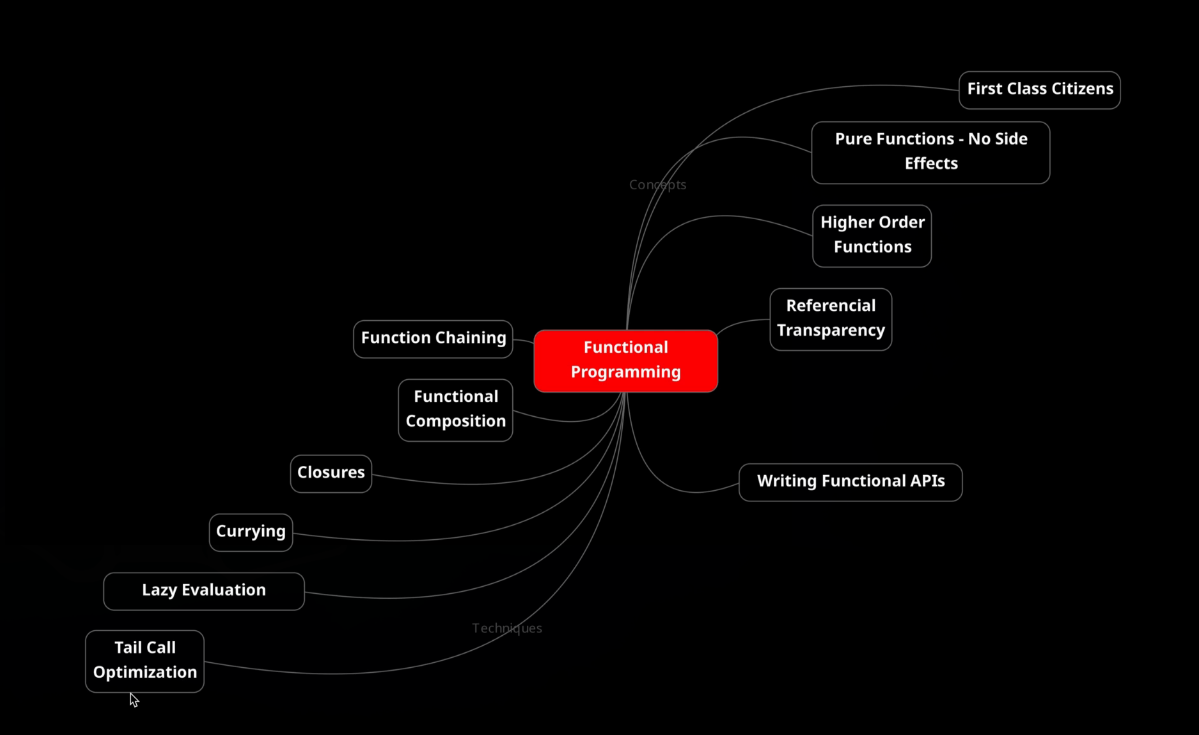 First Class Citizens
Pure Functions - No Side
Effects
Concepts
Higher Order
Functions
Referencial
Transparency
Function Chaining
Functional
Programming
Functional
Composition
Closures
Writing Functional APIs
Currying
Lazy Evaluation
Techniques
Tail Call
Optimization